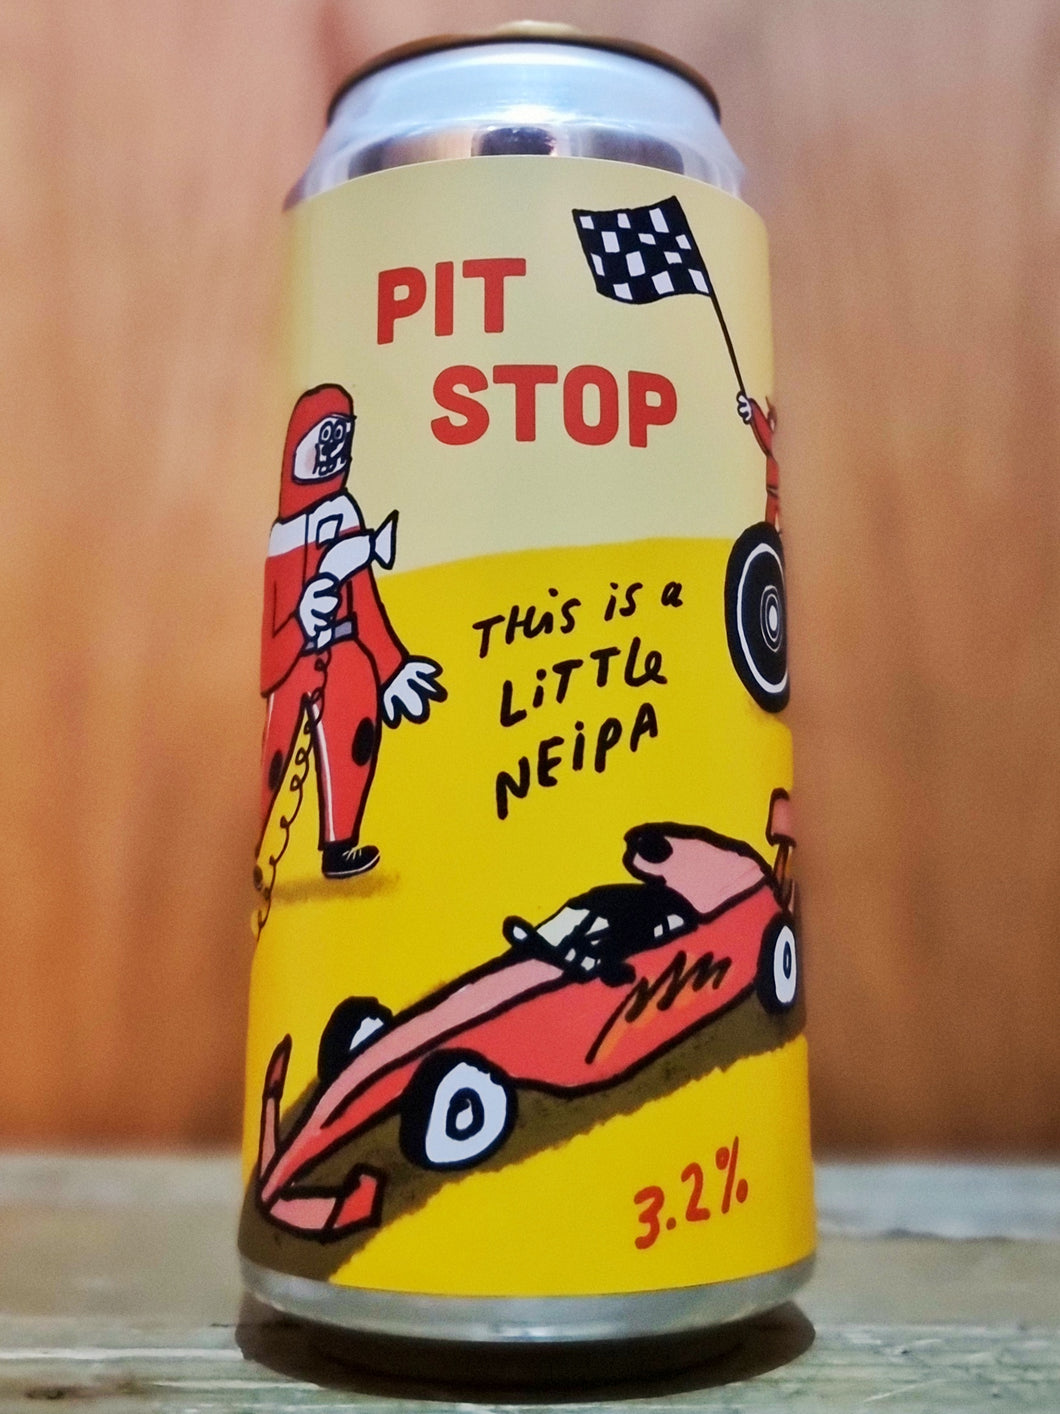 PIT
STOP
THis is a
LiTTLe
NEiPA
3.2%